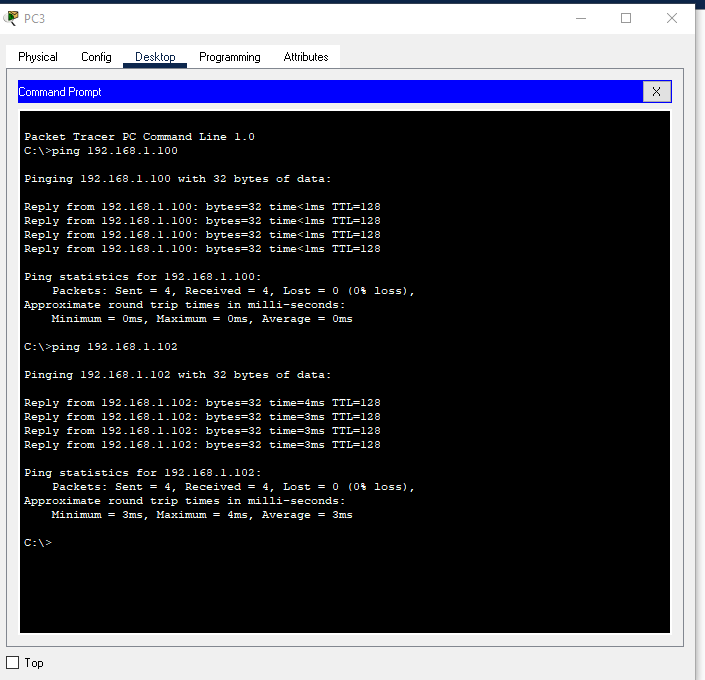 PC3
Physical Config Desktop Programming Attributes
Command Prompt
X
Packet Tracer PC Command Line 1.0
C:\>ping 192.168.1.100
Pinging 192.168.1.100 with 32 bytes of data:
Reply from 192.168.1.100: bytes=32 time<1ms TTL=128
Reply from 192.168.1.100: bytes=32 time<1ms TTL=128
Reply from 192.168.1.100: bytes=32 time<1ms TTL=128
Reply from 192.168.1.100: bytes=32 time<1ms TTL=128
Ping statistics for 192.168.1.100:
Packets: Sent = 4, Received = 4, Lost = 0 (0% loss),
Approximate round trip times in milli-seconds:
Minimum = 0ms, Maximum = 0ms, Average = 0ms
C:\>ping 192.168.1.102
Pinging 192.168.1.102 with 32 bytes of data:
Reply from 192.168.1.102: bytes=32 time=4ms TTL=128
Reply from 192.168.1.102: bytes=32 time=3ms TTL=128
Reply from 192.168.1.102: bytes=32 time=3ms TTL=128
Reply from 192.168.1.102: bytes=32 time=3ms TTL=128
Ping statistics for 192.168.1.102:
Packets: Sent = 4, Received = 4, Lost = 0 (0% loss),
Approximate round trip times in milli-seconds:
Minimum = 3ms, Maximum = 4ms, Average = 3ms
C:\>
Top